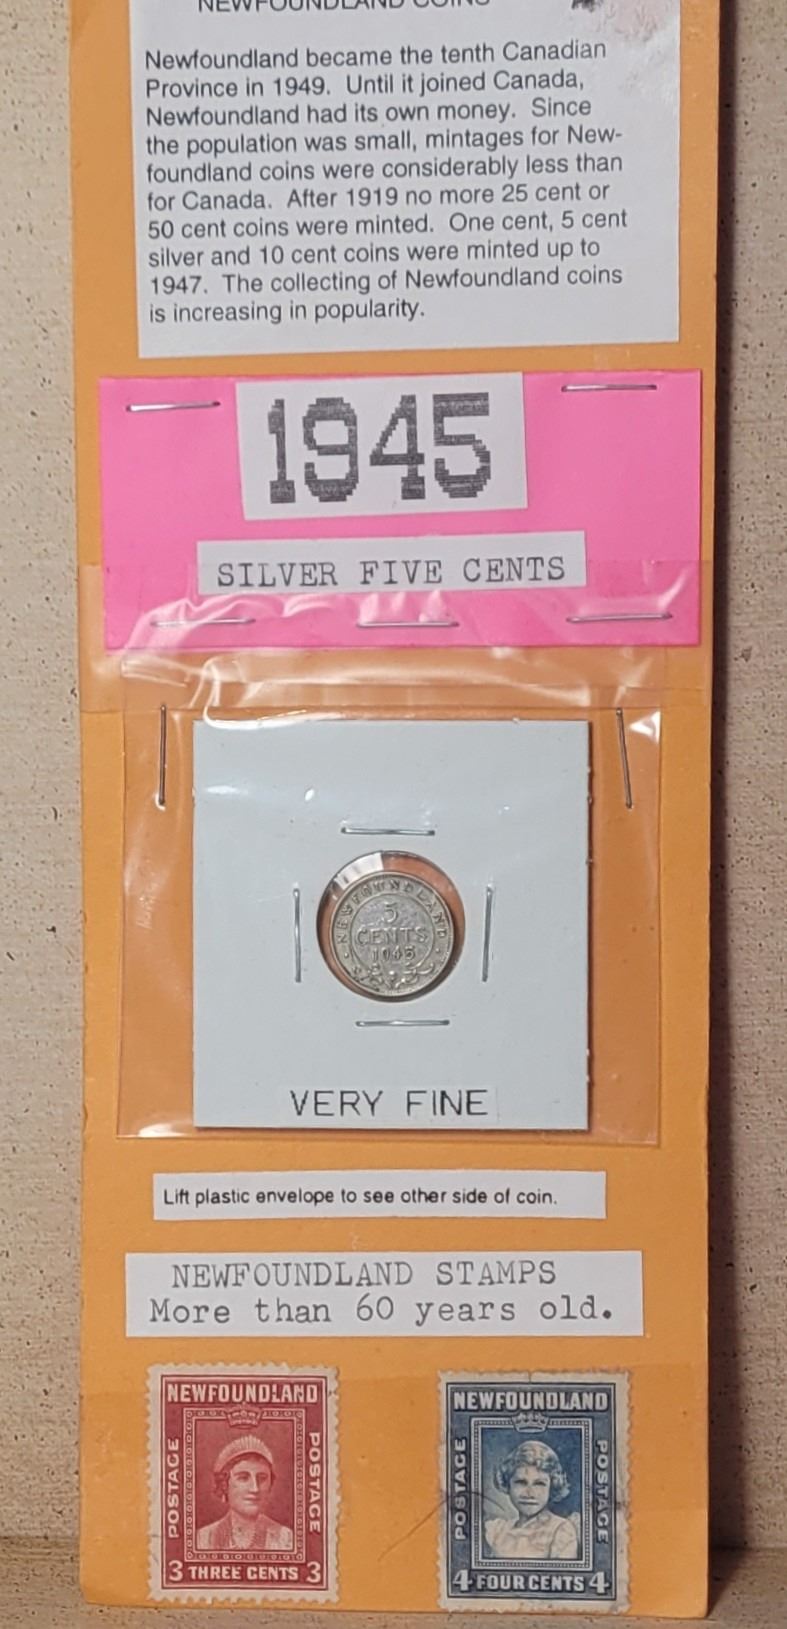 NEWFOUNDLAND COINS
Newfoundland became the tenth Canadian
Province in 1949. Until it joined Canada,
Newfoundland had its own money. Since
the population was small, mintages for New-
foundland coins were considerably less than
for Canada. After 1919 no more 25 cent or
50 cent coins were minted. One cent, 5 cent
silver and 10 cent coins were minted up to
1947. The collecting of Newfoundland coins
is increasing in popularity.
1945
SILVER FIVE CENTS
NEWFOUNDLAND
5
CENTS
1945
VERY FINE
Lift plastic envelope to see other side of coin.
NEWFOUNDLAND STAMPS
More than 60 years old.
NEWFOUNDLAND
POSTAGE
POSTAGE
3 THREE CENTS 3
NEWFOUNDLAND
POSTAGE
POSTAGE
4 FOUR CENTS 4